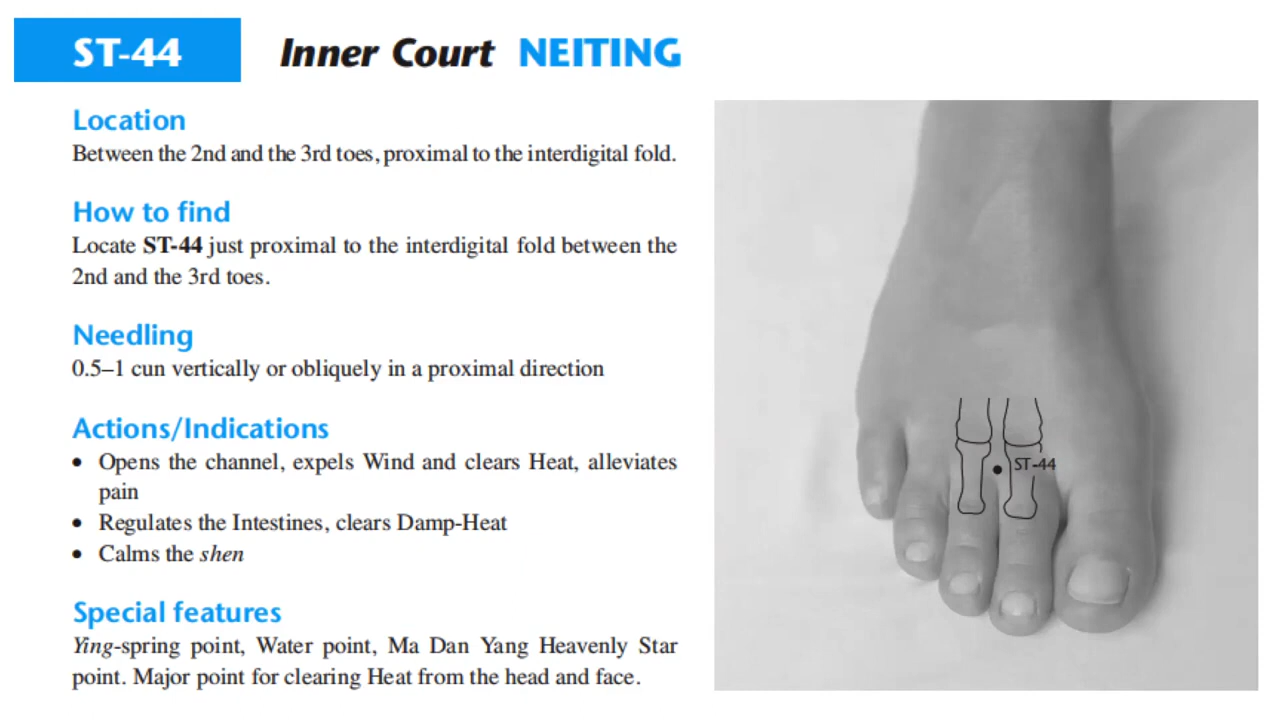 ST-44 Inner Court NEITING
Location
Between the 2nd and the 3rd toes, proximal to the interdigital fold.
How to find
Locate ST-44 just proximal to the interdigital fold between the
2nd and the 3rd toes.
Needling
0.5–1 cun vertically or obliquely in a proximal direction
Actions/Indications
• Opens the channel, expels Wind and clears Heat, alleviates
pain
• Regulates the Intestines, clears Damp-Heat
• Calms the shen
Special features
Ying-spring point, Water point, Ma Dan Yang Heavenly Star
point. Major point for clearing Heat from the head and face.
ST-44